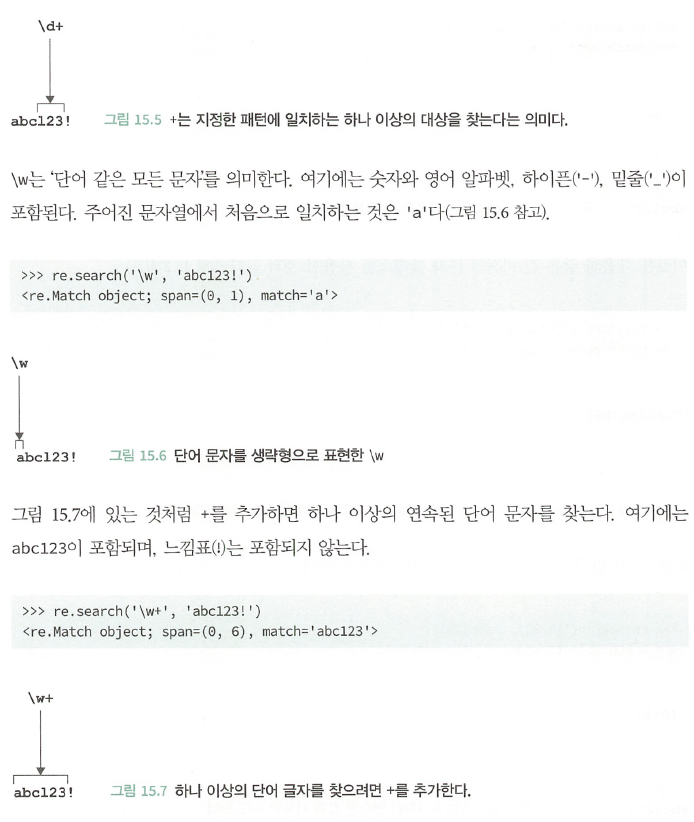 \d+
abc123! 그림 15.5 +는 지정한 패턴에 일치하는 하나 이상의 대상을 찾는다는 의미다.
\w는 ‘단어 같은 모든 문자’를 의미한다. 여기에는 숫자와 영어 알파벳, 하이픈('-'), 밑줄('_')이
포함된다. 주어진 문자열에서 처음으로 일치하는 것은 'a'다(그림 15.6 참고).
>>> re.search('\w', 'abc123!')
<re.Match object; span=(0, 1), match='a'>
\w
abc123! 그림 15.6 단어 문자를 생략형으로 표현한 \w
그림 15.7에 있는 것처럼 +를 추가하면 하나 이상의 연속된 단어 문자를 찾는다. 여기에는
abc123이 포함되며, 느낌표(!)는 포함되지 않는다.
>>> re.search('\w+', 'abc123!')
<re.Match object; span=(0, 6), match='abc123'>
\w+
abc123! 그림 15.7 하나 이상의 단어 글자를 찾으려면 +를 추가한다.